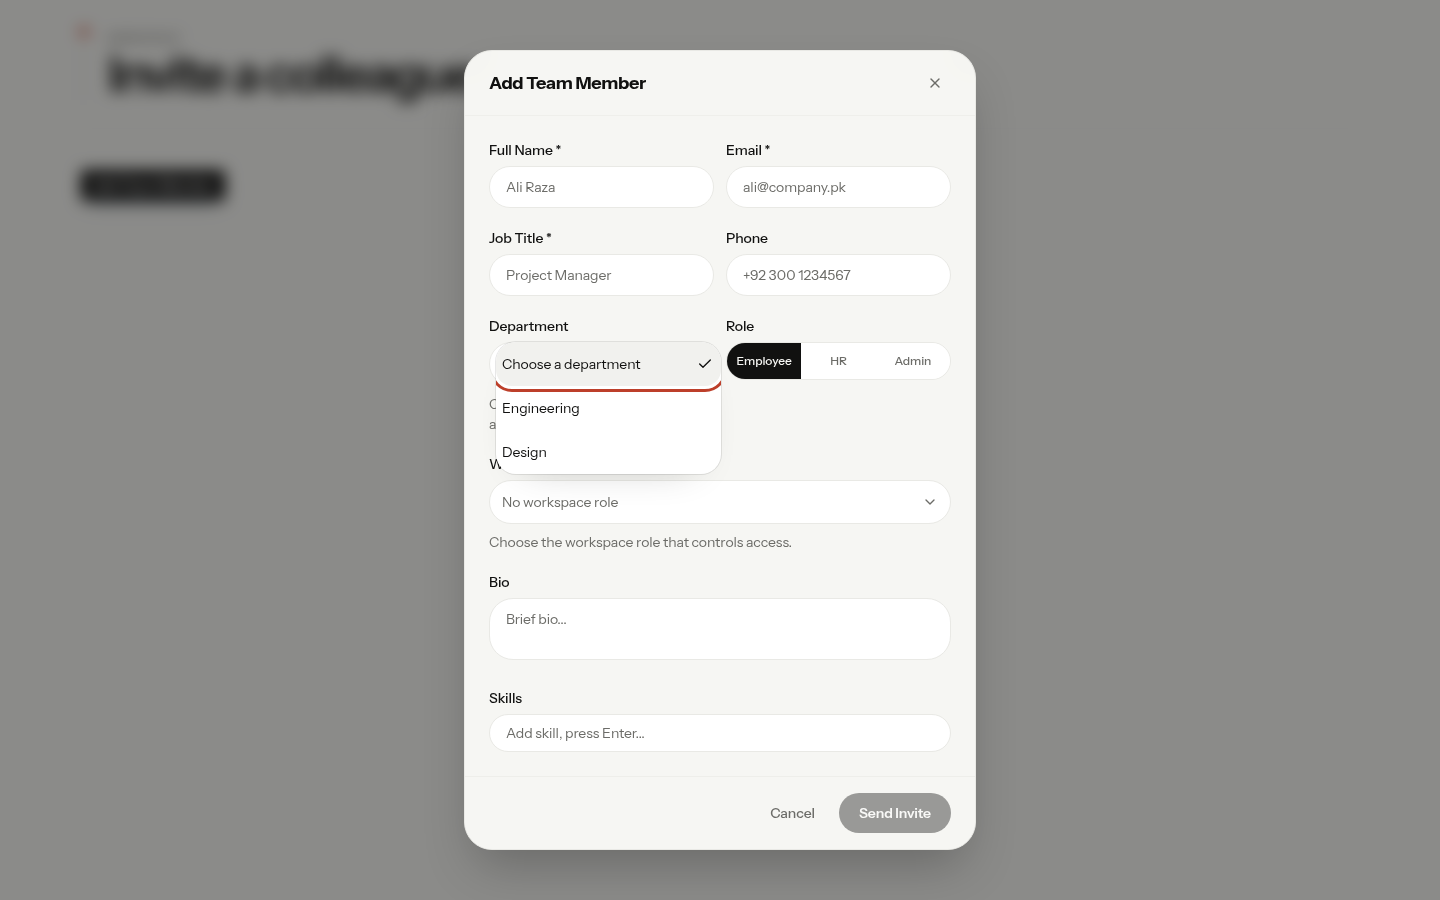 Invite a colleague
Add Team Member
Full Name *
Email *
Ali Raza
ali@company.pk
Job Title *
Phone
Project Manager
+92 300 1234567
Department
Role
Choose a department
Employee
HR
Admin
Engineering
Design
No workspace role
Choose the workspace role that controls access.
Bio
Brief bio...
Skills
Add skill, press Enter...
Cancel
Send Invite